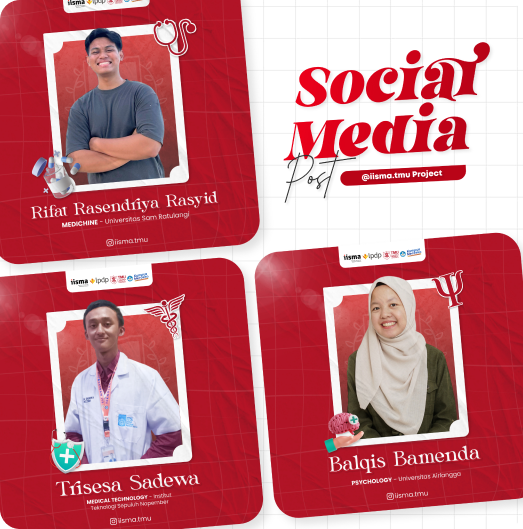 iisma lpdp
Rifat Rasendriya Rasyid
MEDICHINE - Universitas Sam Ratulangi
iisma.tmu
Social
Media
Post
@iisma.tmu Project
iisma lpdp TMU
Trisesa Sadewa
MEDICAL TECHNOLOGY - Institut
Teknologi Sepuluh Nopember
iisma.tmu
iisma lpdp TMU
Balqis Bamenda
PSYCHOLOGY - Universitas Airlangga
iisma.tmu